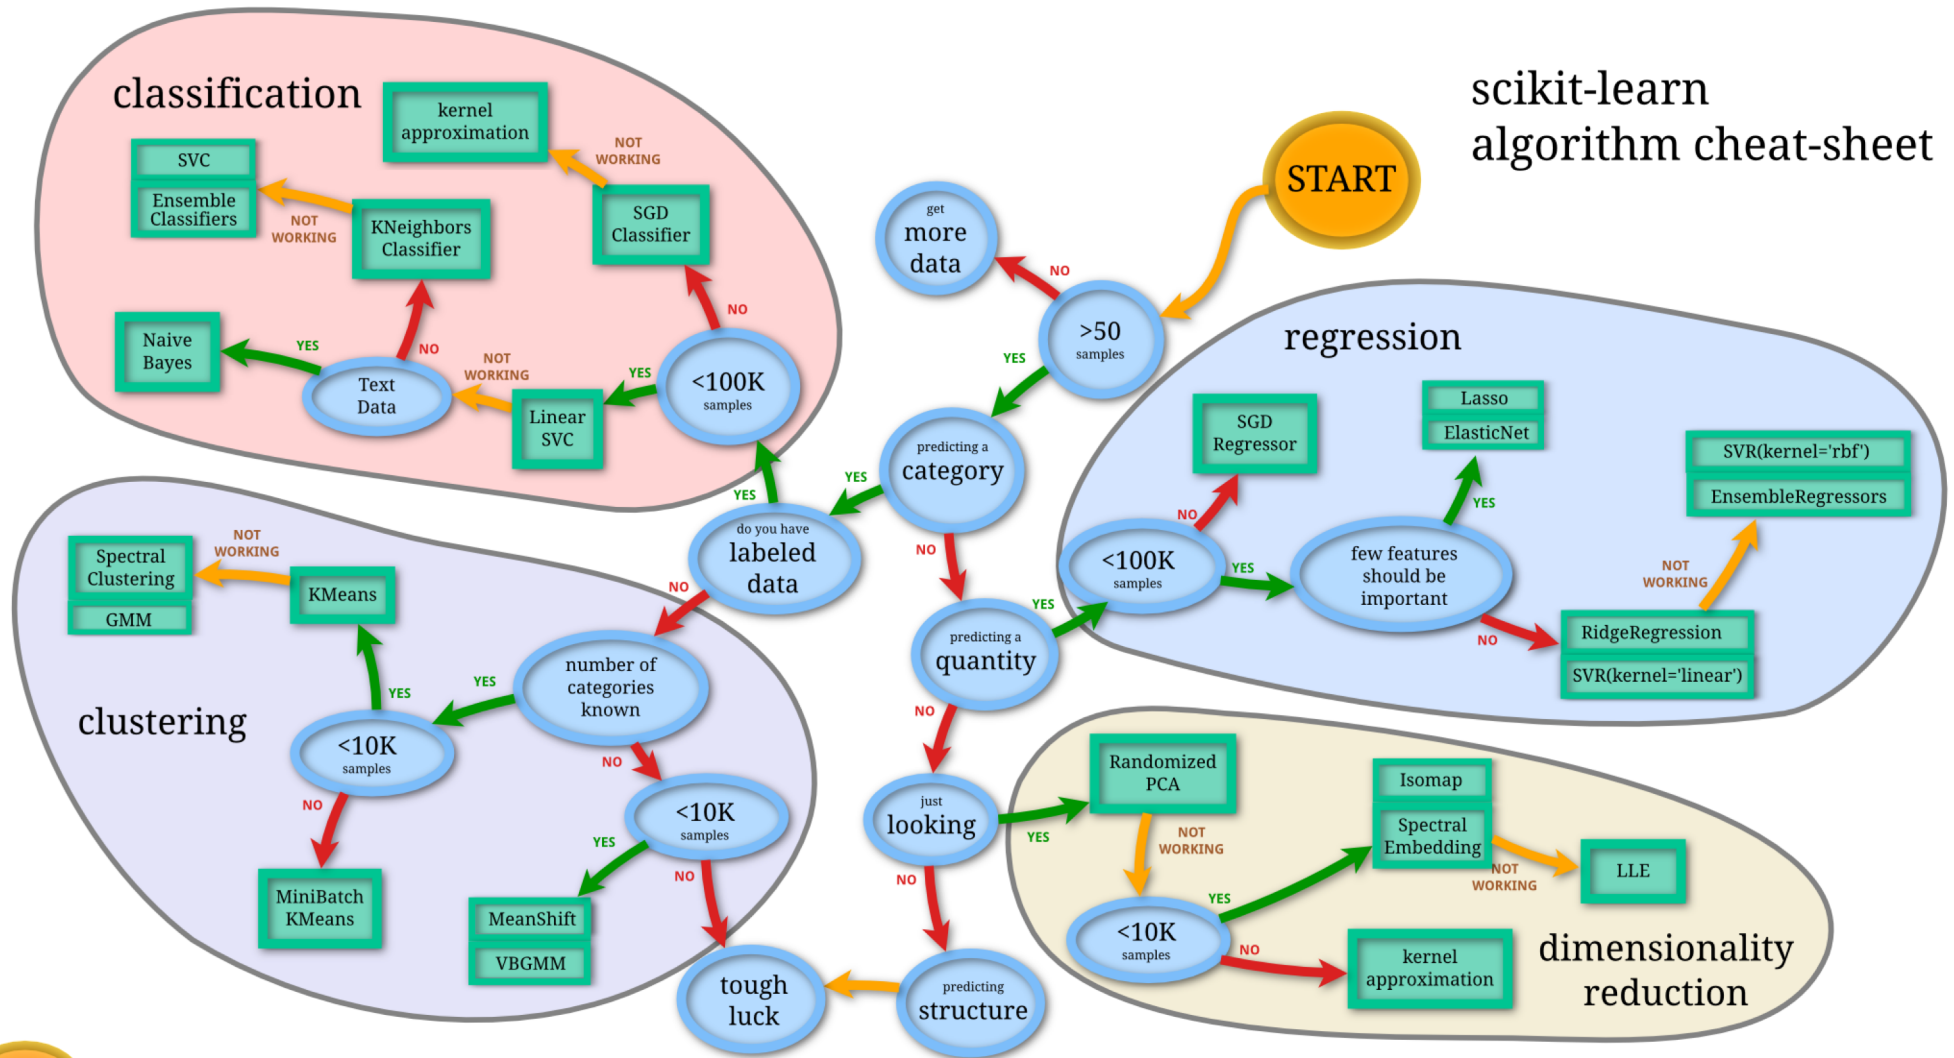 scikit-learn
algorithm cheat-sheet
START
get
more
data
NO
>50
samples
YES
predicting a
category
YES
NO
do you have
labeled
data
YES
NO
predicting a
quantity
YES
NO
just
looking
YES
NO
predicting
structure
tough
luck
classification
kernel
approximation
NOT
WORKING
SGD
Classifier
NO
<100K
samples
YES
Linear
SVC
NOT
WORKING
Text
Data
YES
NO
Naive
Bayes
KNeighbors
Classifier
NOT
WORKING
SVC
Ensemble
Classifiers
regression
<100K
samples
NO
SGD
Regressor
YES
few features
should be
important
YES
Lasso
ElasticNet
NO
RidgeRegression
SVR(kernel='linear')
NOT
WORKING
SVR(kernel='rbf')
EnsembleRegressors
clustering
number of
categories
known
YES
NO
<10K
samples
YES
KMeans
NOT
WORKING
Spectral
Clustering
GMM
NO
MiniBatch
KMeans
<10K
samples
YES
MeanShift
VBGMM
NO
dimensionality
reduction
Randomized
PCA
NOT
WORKING
<10K
samples
YES
Isomap
Spectral
Embedding
NOT
WORKING
LLE
NO
kernel
approximation